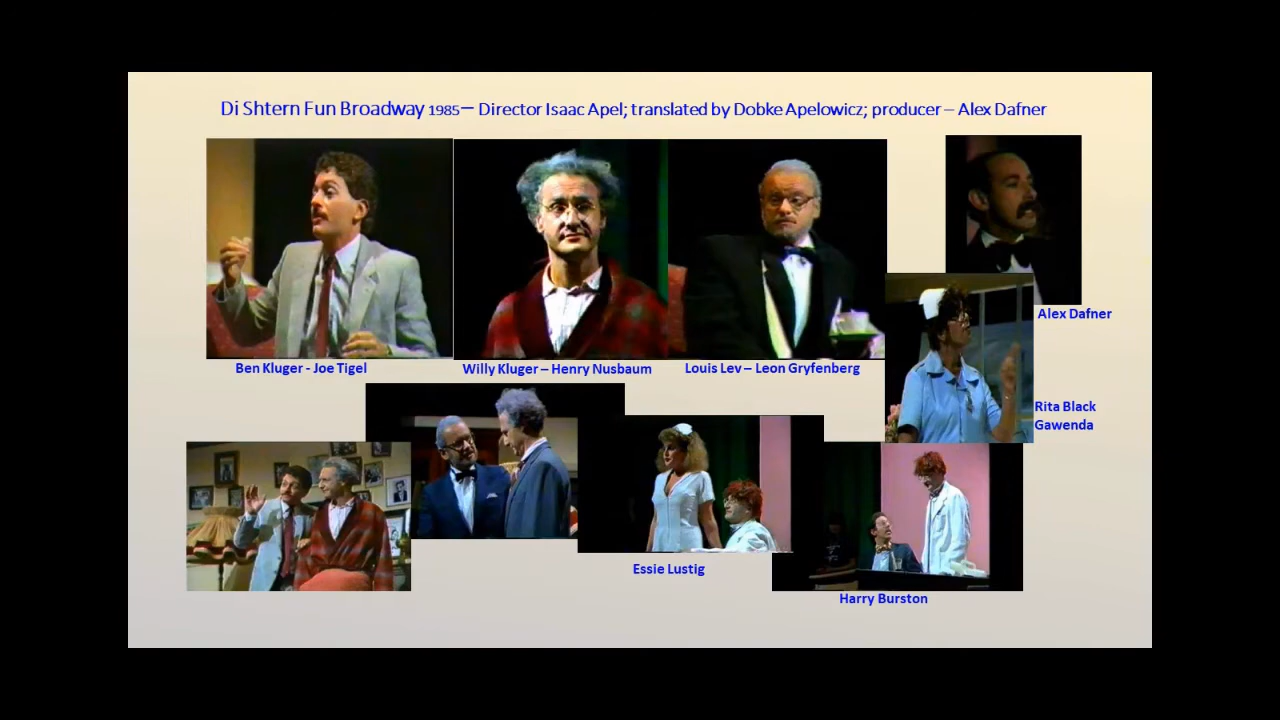 Di Shtern Fun Broadway 1985– Director Isaac Apel; translated by Dobke Apelowicz; producer – Alex Dafner
Alex Dafner
Ben Kluger - Joe Tigel
Willy Kluger – Henry Nusbaum
Louis Lev – Leon Gryfenberg
Rita Black
Gawenda
Essie Lustig
Harry Burston